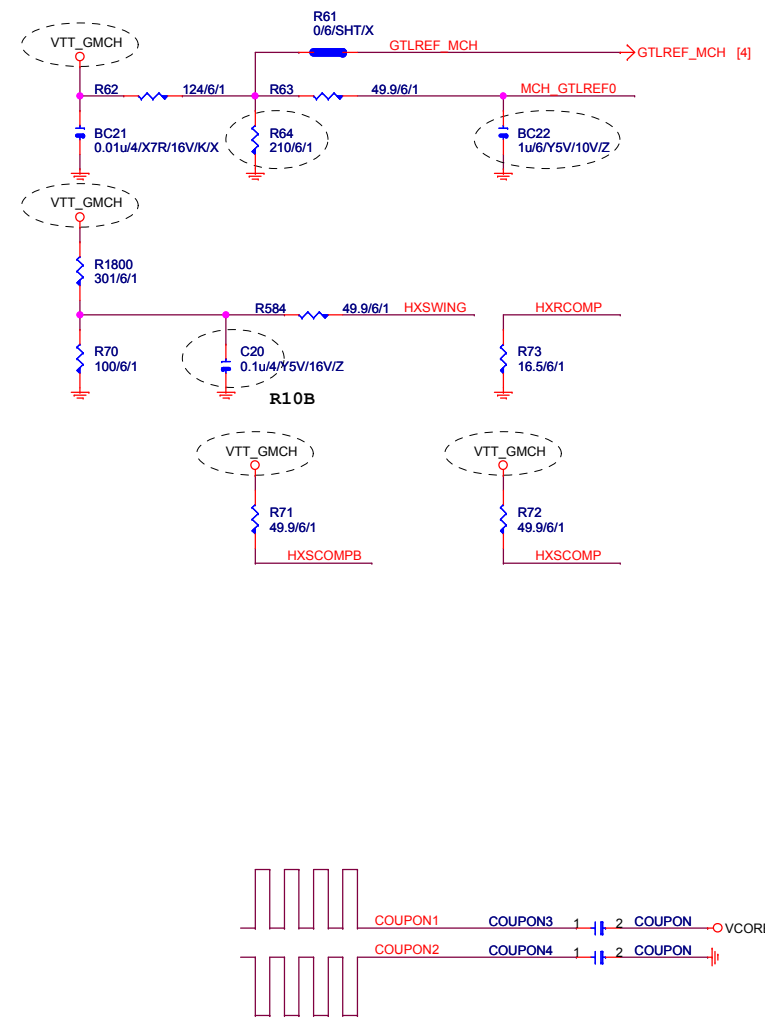 R61
0/6/SHT/X
VTT_GMCH
GTLREF_MCH
GTLREF_MCH [4]
R62 124/6/1 R63 49.9/6/1 MCH_GTLREF0
BC21
0.01u/4/X7R/16V/K/X
R64
210/6/1
BC22
1u/6/Y5V/10V/Z
VTT_GMCH
R1800
301/6/1
R584 49.9/6/1 HXSWING HXRCOMP
R70
100/6/1
C20
0.1u/4/Y5V/16V/Z
R73
16.5/6/1
R10B
VTT_GMCH VTT_GMCH
R71
49.9/6/1
R72
49.9/6/1
HXSCOMPB HXSCOMP
COUPON1 COUPON3 1 2 COUPON
COUPON2 COUPON4 1 2 COUPON